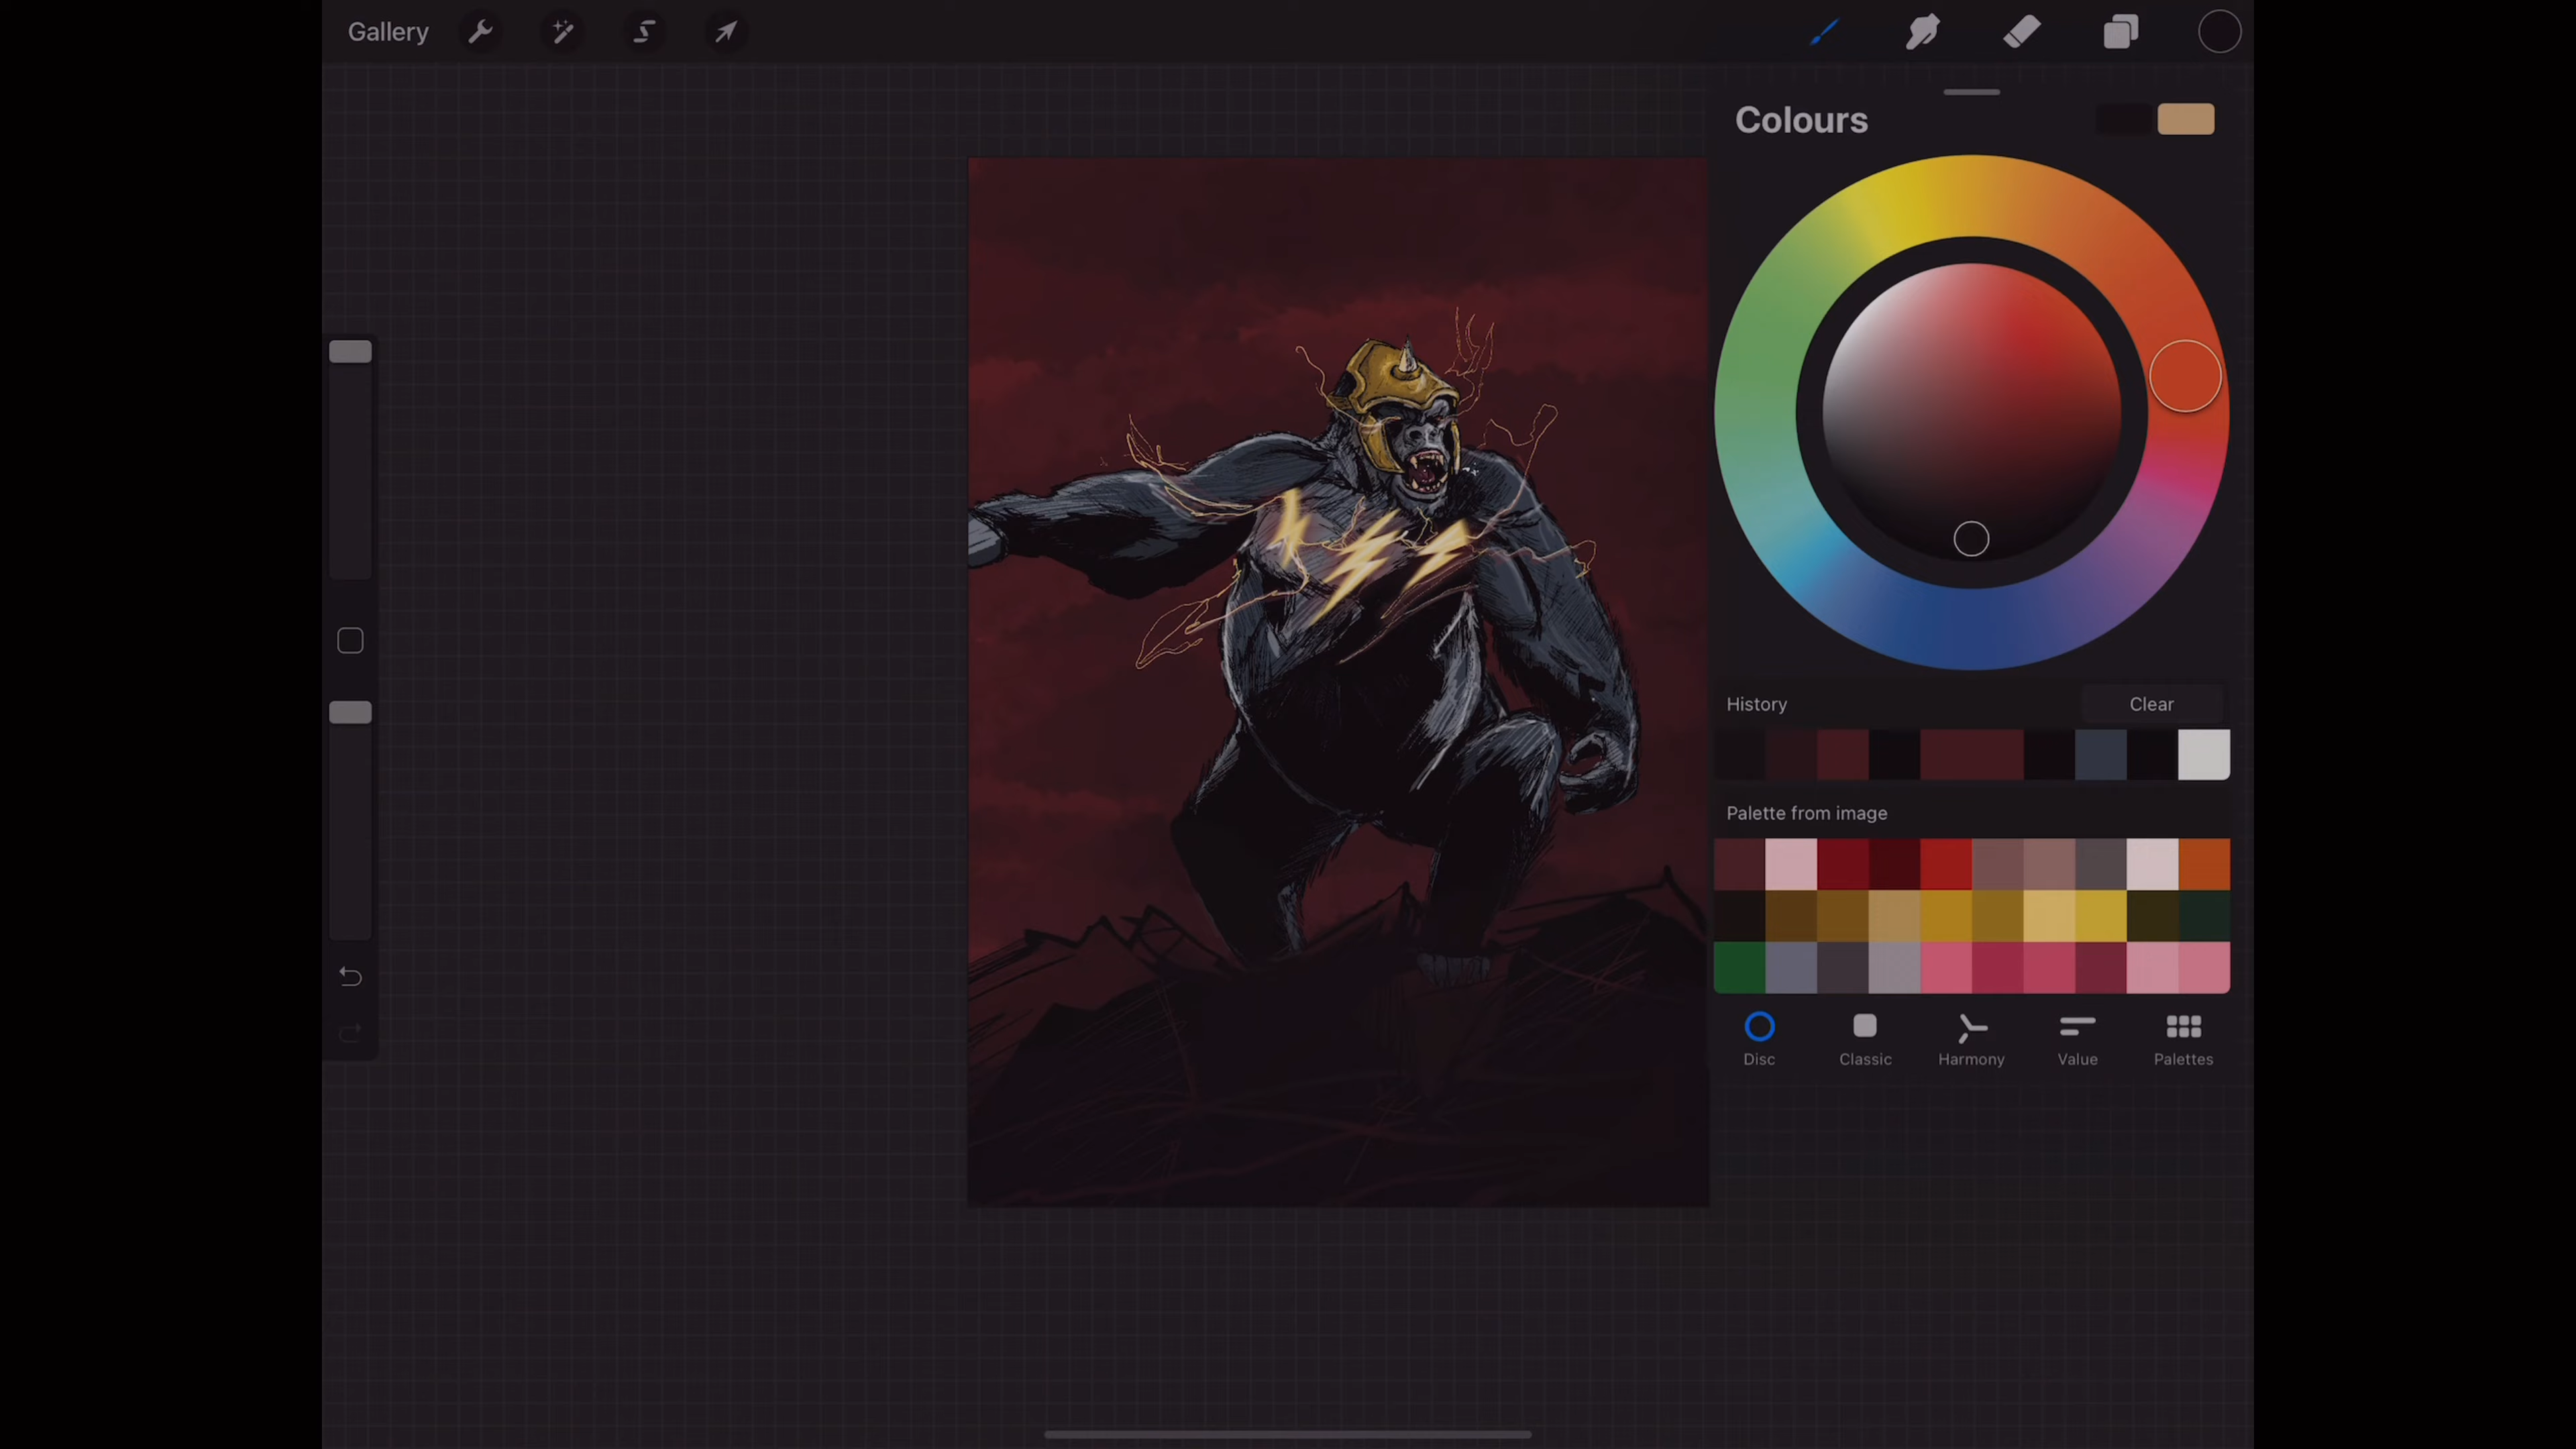 Gallery
Colours
History
Clear
Palette from image
Disc
Classic
Harmony
Value
Palettes